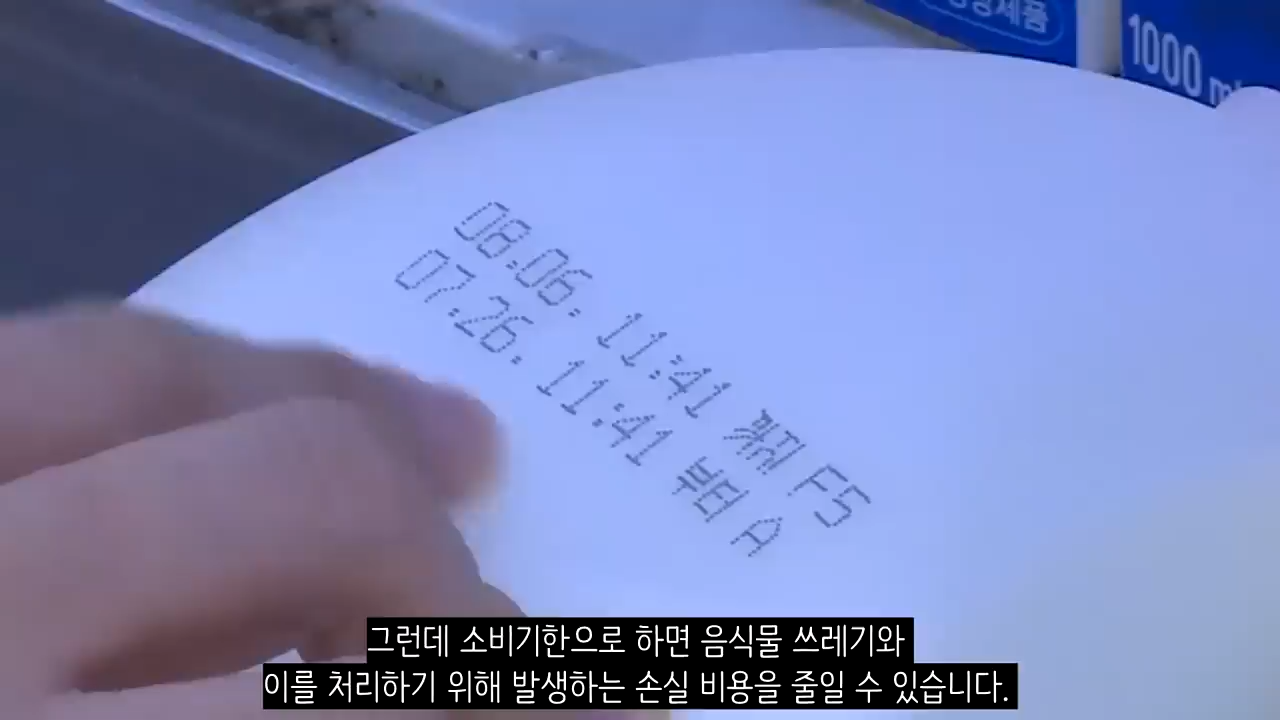 1000 ml
08.06. 11:41 까지 F5
07.26. 11:41 부터 A
그런데 소비기한으로 하면 음식물 쓰레기와
이를 처리하기 위해 발생하는 손실 비용을 줄일 수 있습니다.